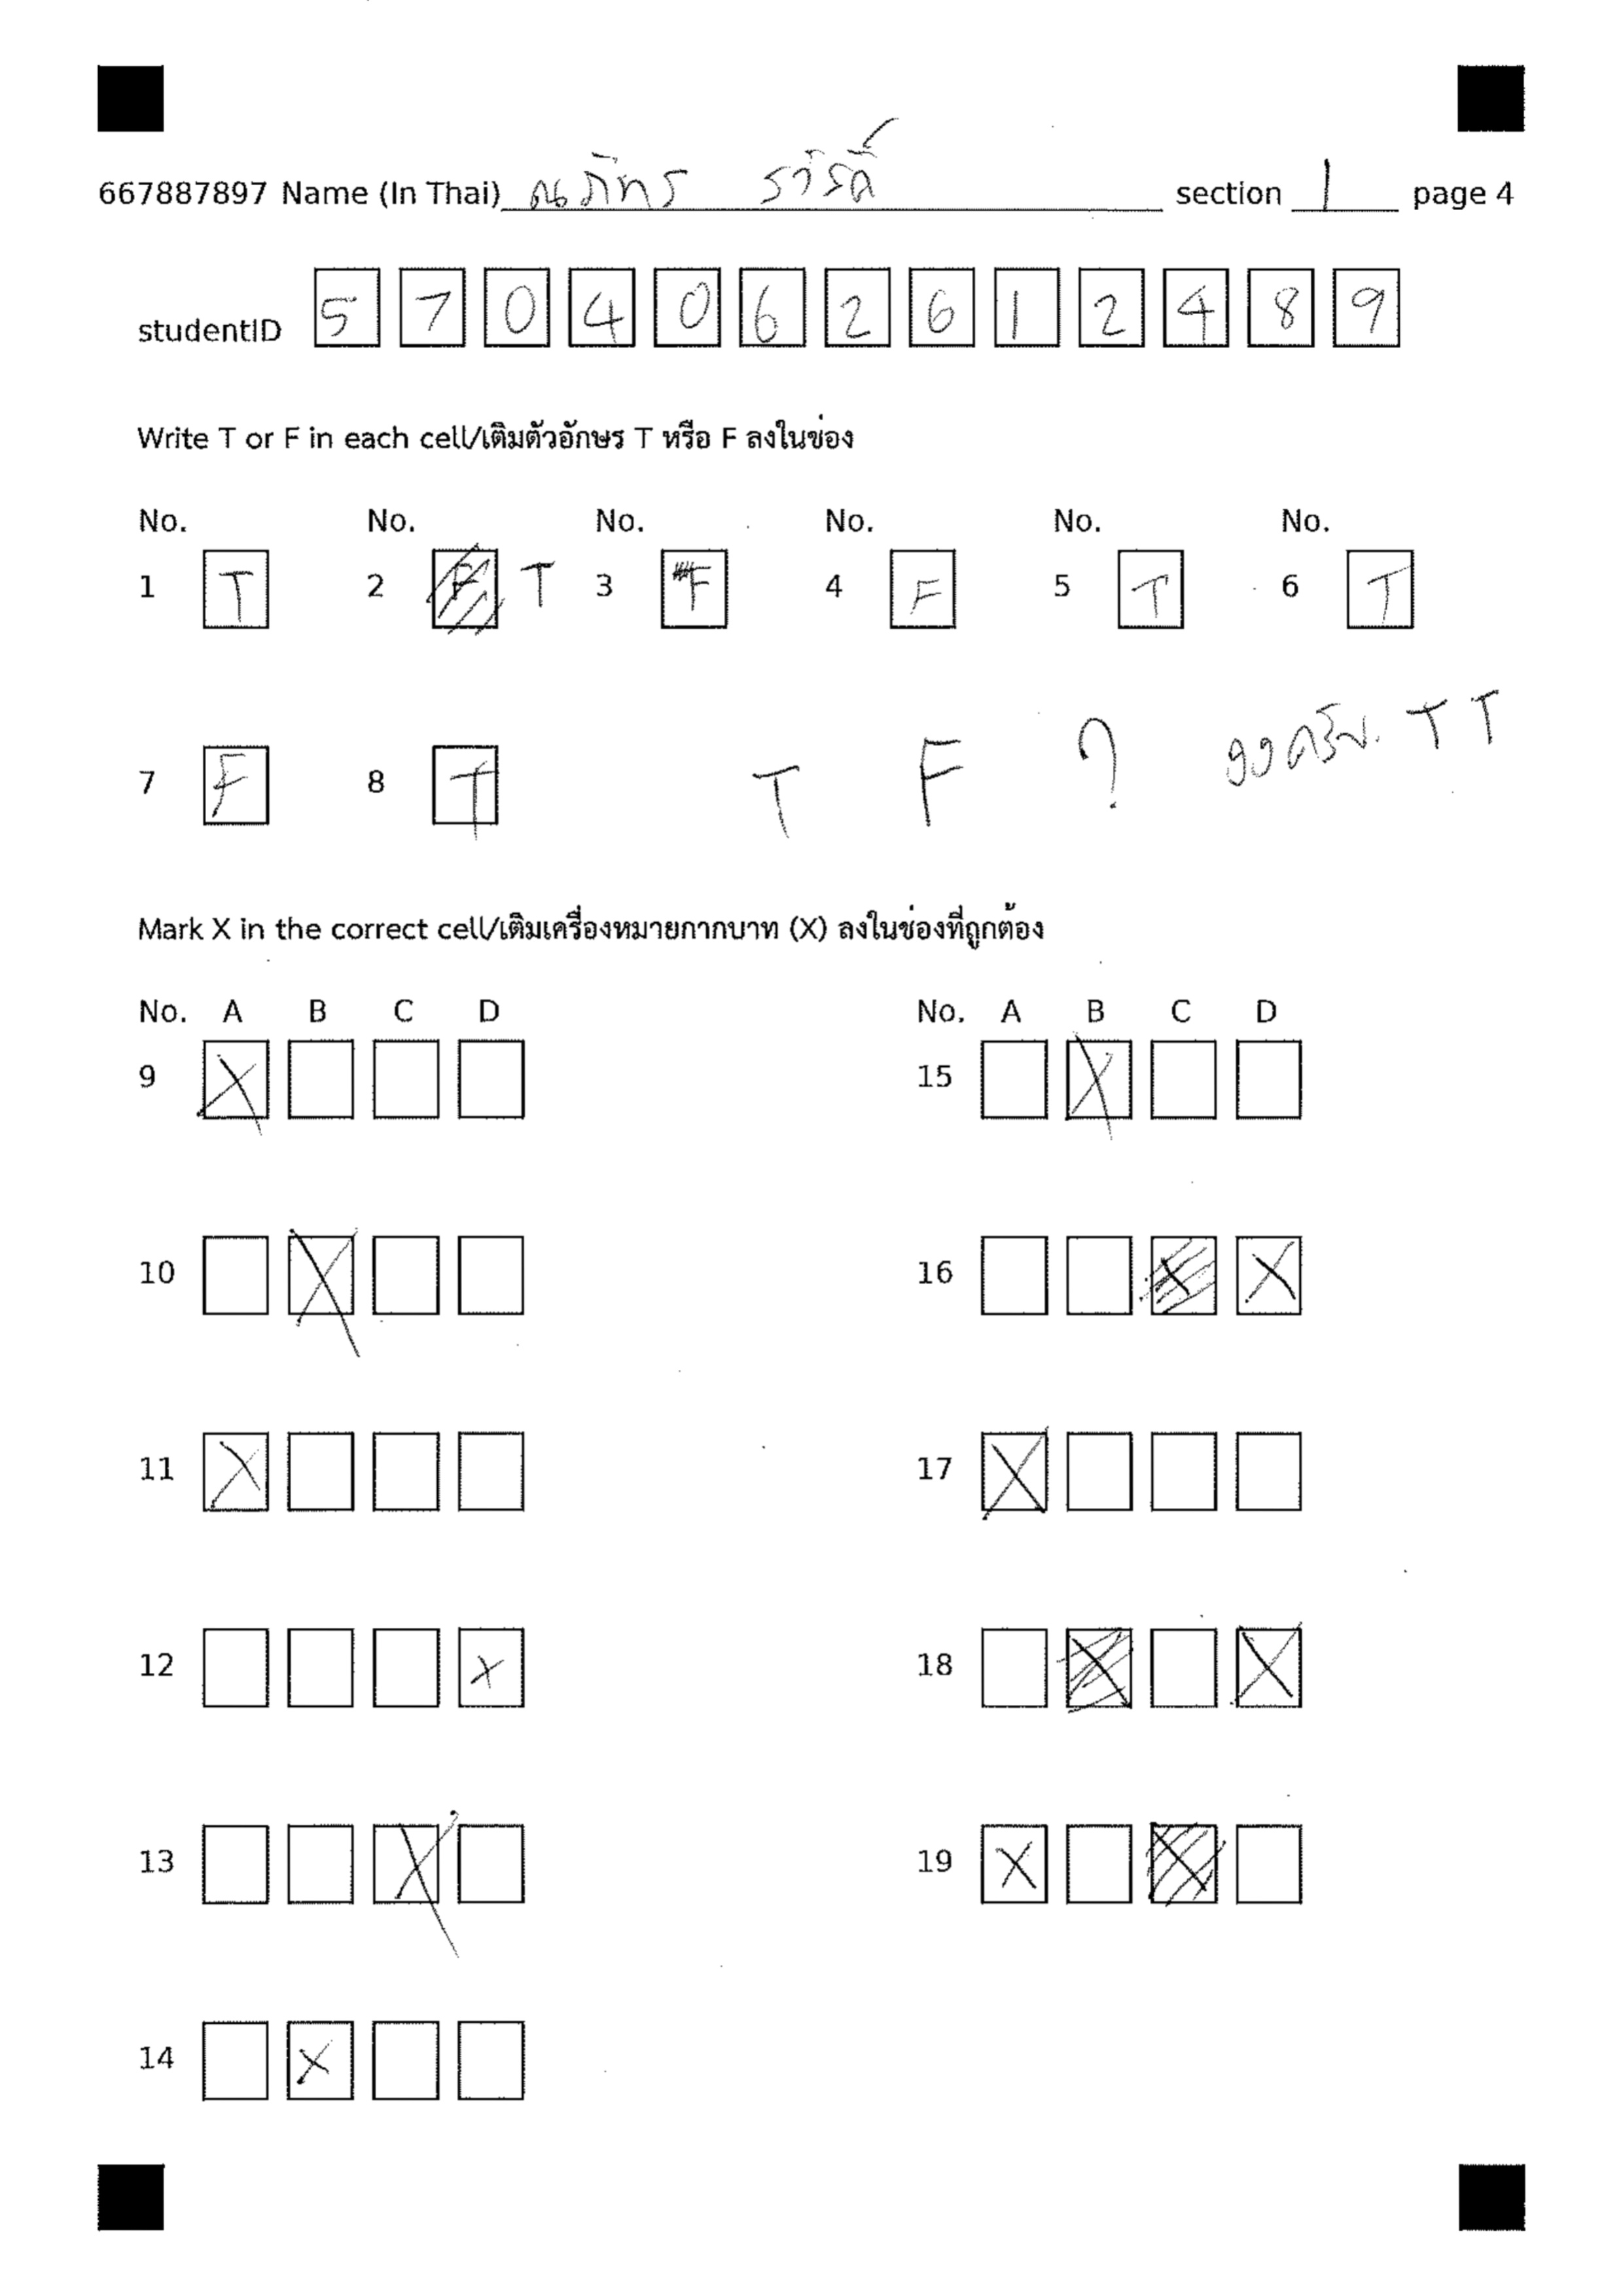 667887897 Name (In Thai) ณภัทร section 1 page 4
studentID 5 7 0 4 0 6 2 6 1 2 4 8 9
Write T or F in each cell/เติมตัวอักษร T หรือ F ลงในช่อง
No. No. No. No. No. No.
1 T 2 F T 3 F 4 F 5 T 6 T
7 F 8 T T F ? งงครับ. T T
Mark X in the correct cell/เติมเครื่องหมายกากบาท (X) ลงในช่องที่ถูกต้อง
No. A B C D No. A B C D
9 X 15 X
10 X 16 X X
11 X 17 X
12 X 18 X X
13 X 19 X X
14 X